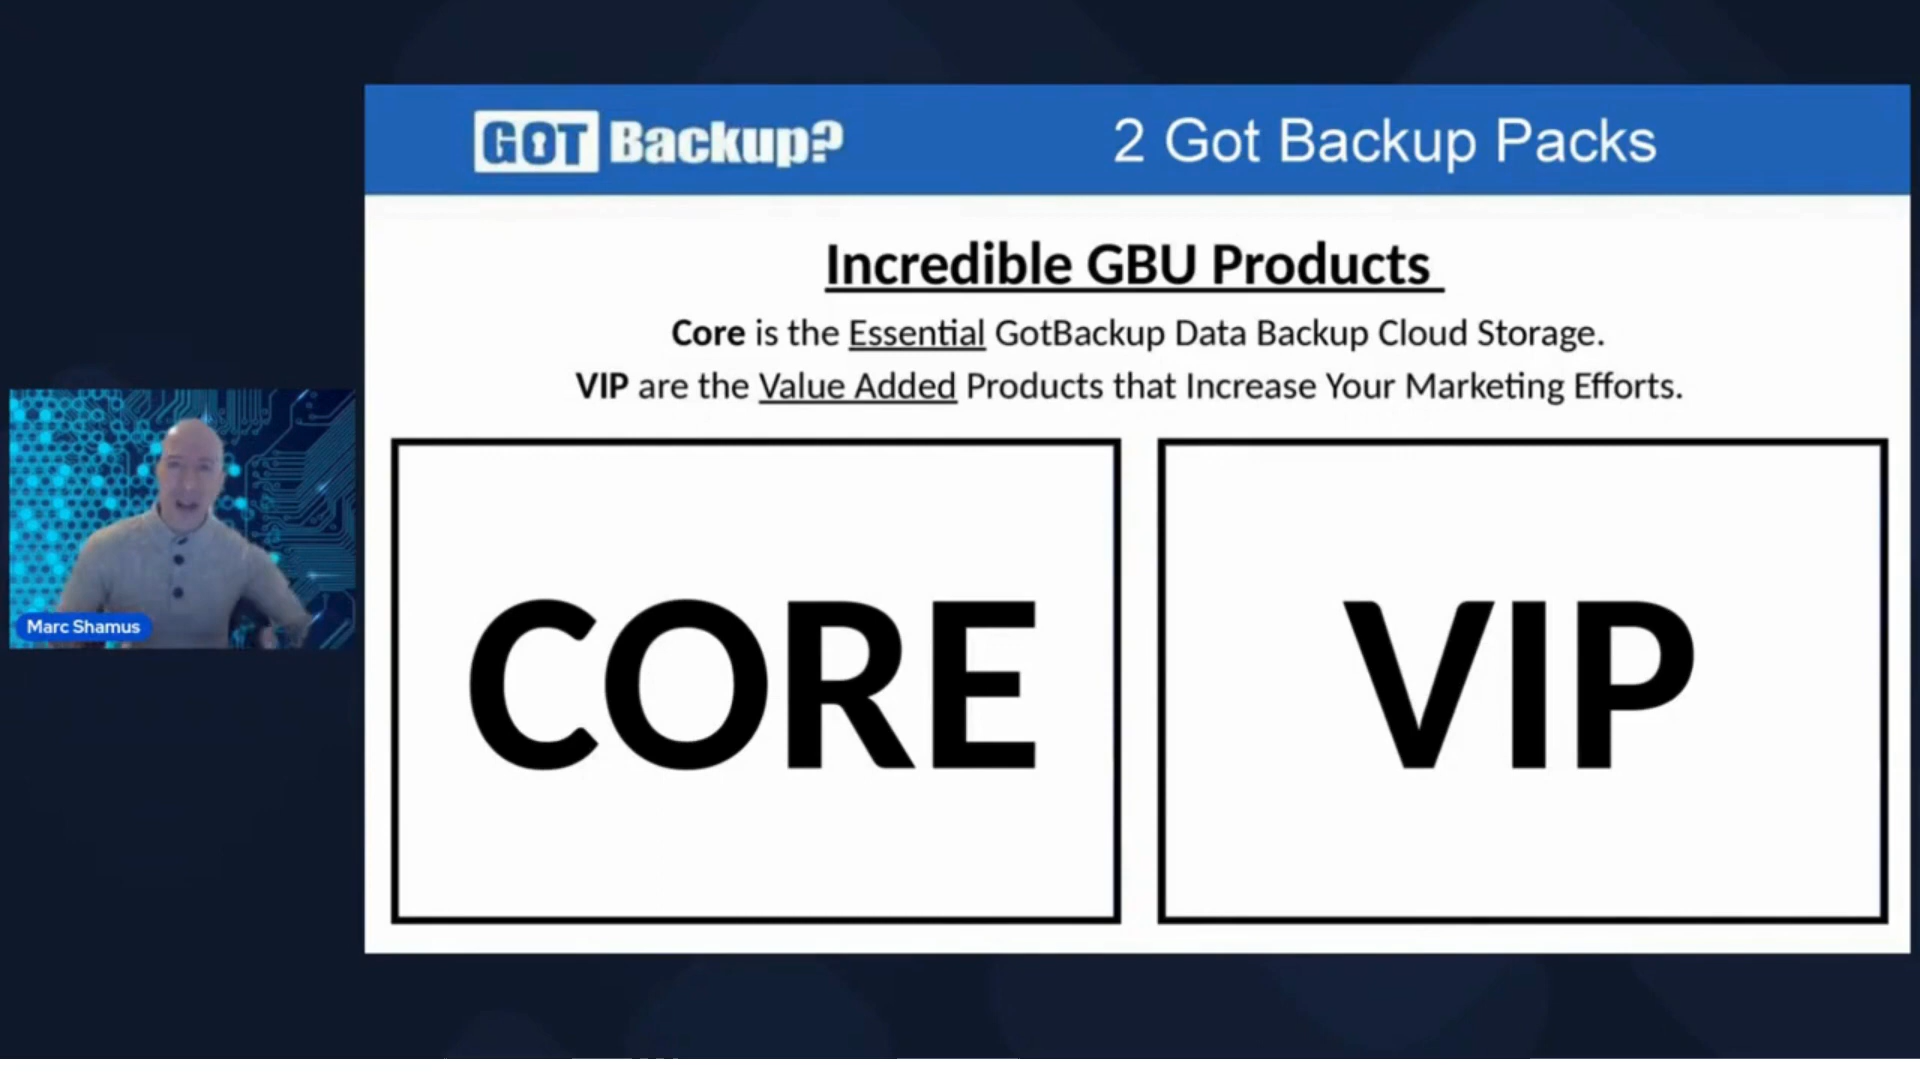 GOT Backup?
2 Got Backup Packs
Incredible GBU Products
Core is the Essential GotBackup Data Backup Cloud Storage.
VIP are the Value Added Products that Increase Your Marketing Efforts.
CORE
VIP
Marc Shamus